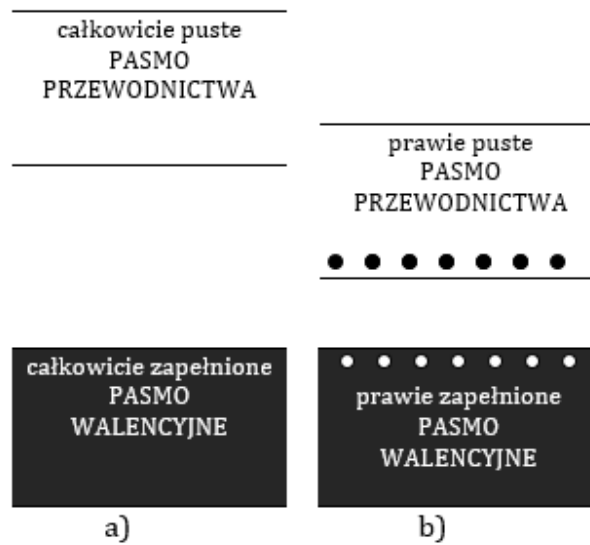 całkowicie puste
PASMO
PRZEWODNICTWA
prawie puste
PASMO
PRZEWODNICTWA
całkowicie zapełnione
PASMO
WALENCYJNE
prawie zapełnione
PASMO
WALENCYJNE
a)
b)